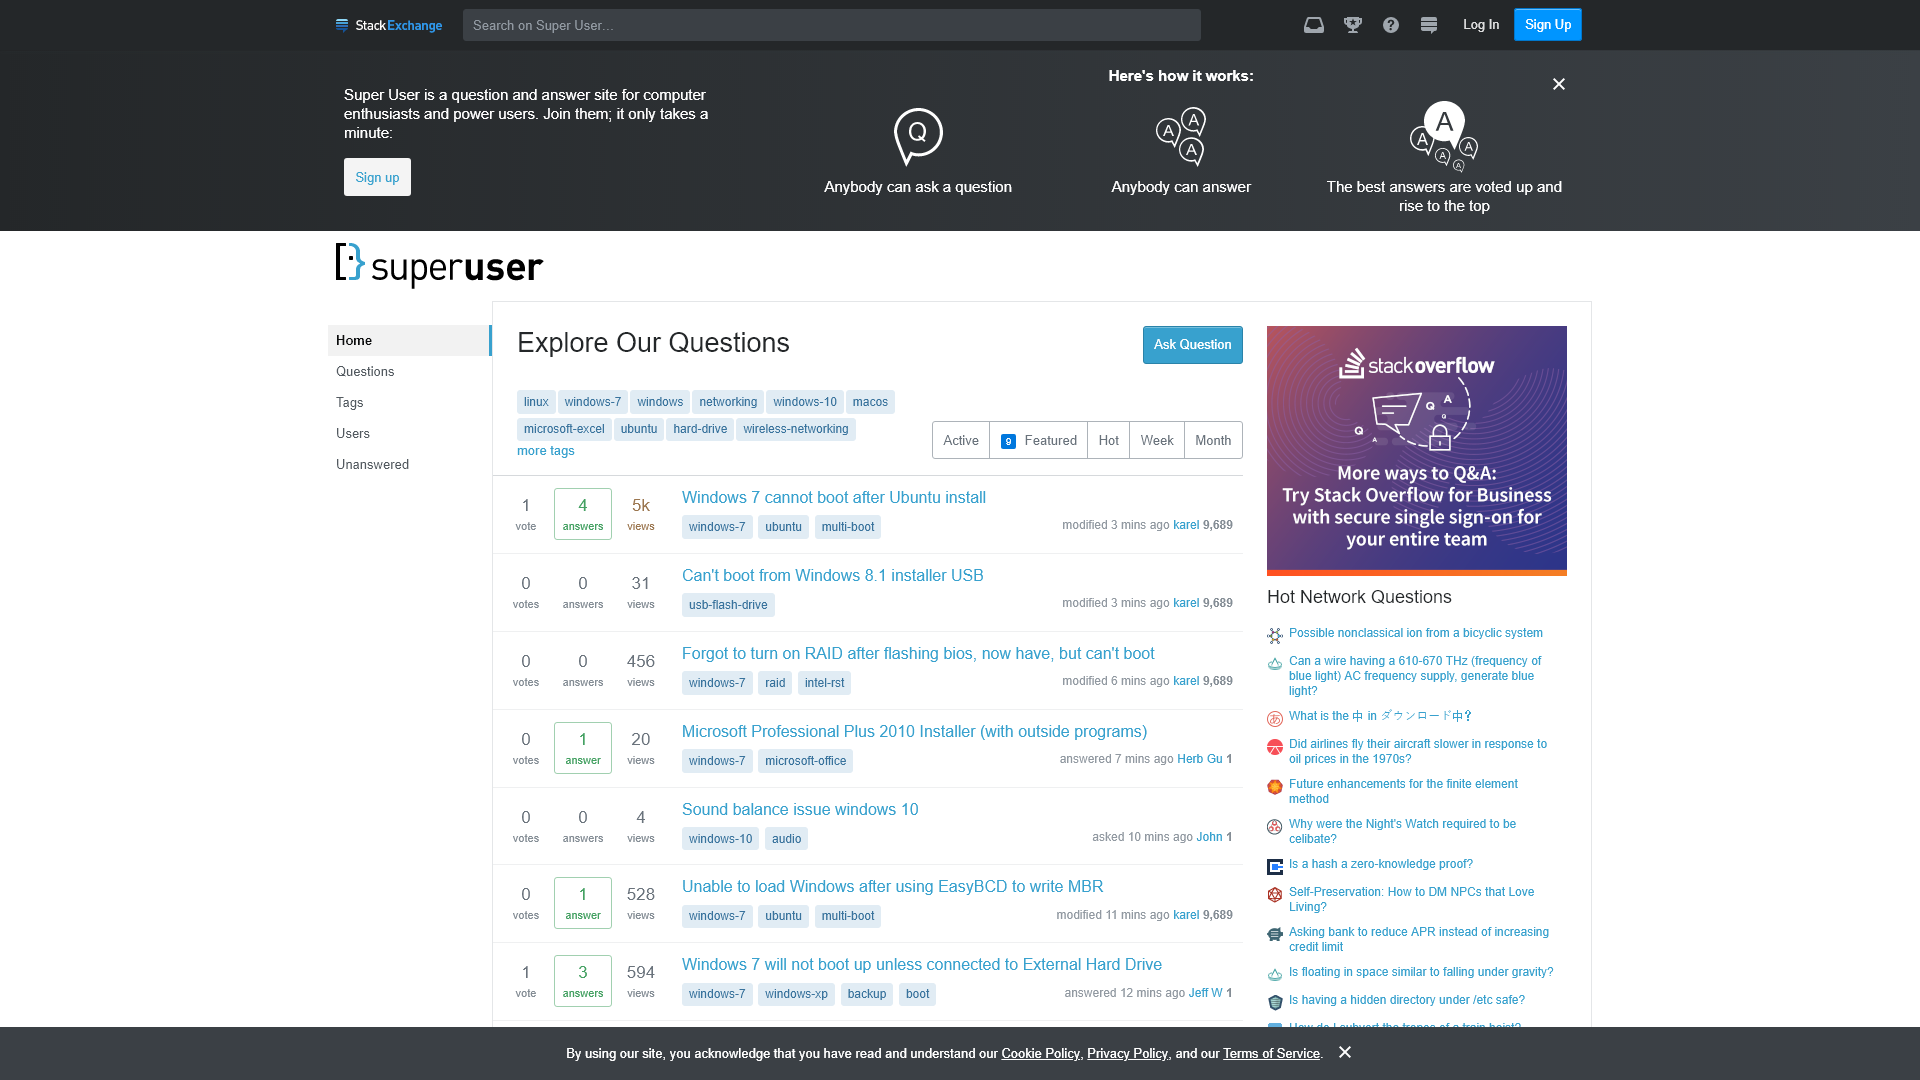 StackExchange
Search on Super User…
Log In
Sign Up
Super User is a question and answer site for computer
enthusiasts and power users. Join them; it only takes a
minute:
Sign up
Here's how it works:
Q
Anybody can ask a question
A
A
A
Anybody can answer
A
A
A
A
A
The best answers are voted up and
rise to the top
superuser
Home
Questions
Tags
Users
Unanswered
Explore Our Questions
Ask Question
linux windows-7 windows networking windows-10 macos
microsoft-excel ubuntu hard-drive wireless-networking
more tags
Active 9 Featured Hot Week Month
1 vote 4 answers 5k views
Windows 7 cannot boot after Ubuntu install
windows-7 ubuntu multi-boot
modified 3 mins ago karel 9,689
0 votes 0 answers 31 views
Can't boot from Windows 8.1 installer USB
usb-flash-drive
modified 3 mins ago karel 9,689
0 votes 0 answers 456 views
Forgot to turn on RAID after flashing bios, now have, but can't boot
windows-7 raid intel-rst
modified 6 mins ago karel 9,689
0 votes 1 answer 20 views
Microsoft Professional Plus 2010 Installer (with outside programs)
windows-7 microsoft-office
answered 7 mins ago Herb Gu 1
0 votes 0 answers 4 views
Sound balance issue windows 10
windows-10 audio
asked 10 mins ago John 1
0 votes 1 answer 528 views
Unable to load Windows after using EasyBCD to write MBR
windows-7 ubuntu multi-boot
modified 11 mins ago karel 9,689
1 vote 3 answers 594 views
Windows 7 will not boot up unless connected to External Hard Drive
windows-7 windows-xp backup boot
answered 12 mins ago Jeff W 1
stackoverflow
Q A
Q A
More ways to Q&A:
Try Stack Overflow for Business
with secure single sign-on for
your entire team
Hot Network Questions
Possible nonclassical ion from a bicyclic system
Can a wire having a 610-670 THz (frequency of
blue light) AC frequency supply, generate blue
light?
What is the 中 in ダウンロード中?
Did airlines fly their aircraft slower in response to
oil prices in the 1970s?
Future enhancements for the finite element
method
Why were the Night's Watch required to be
celibate?
Is a hash a zero-knowledge proof?
Self-Preservation: How to DM NPCs that Love
Living?
Asking bank to reduce APR instead of increasing
credit limit
Is floating in space similar to falling under gravity?
Is having a hidden directory under /etc safe?
How do I subvert the tropes of a train heist?
By using our site, you acknowledge that you have read and understand our Cookie Policy, Privacy Policy, and our Terms of Service.